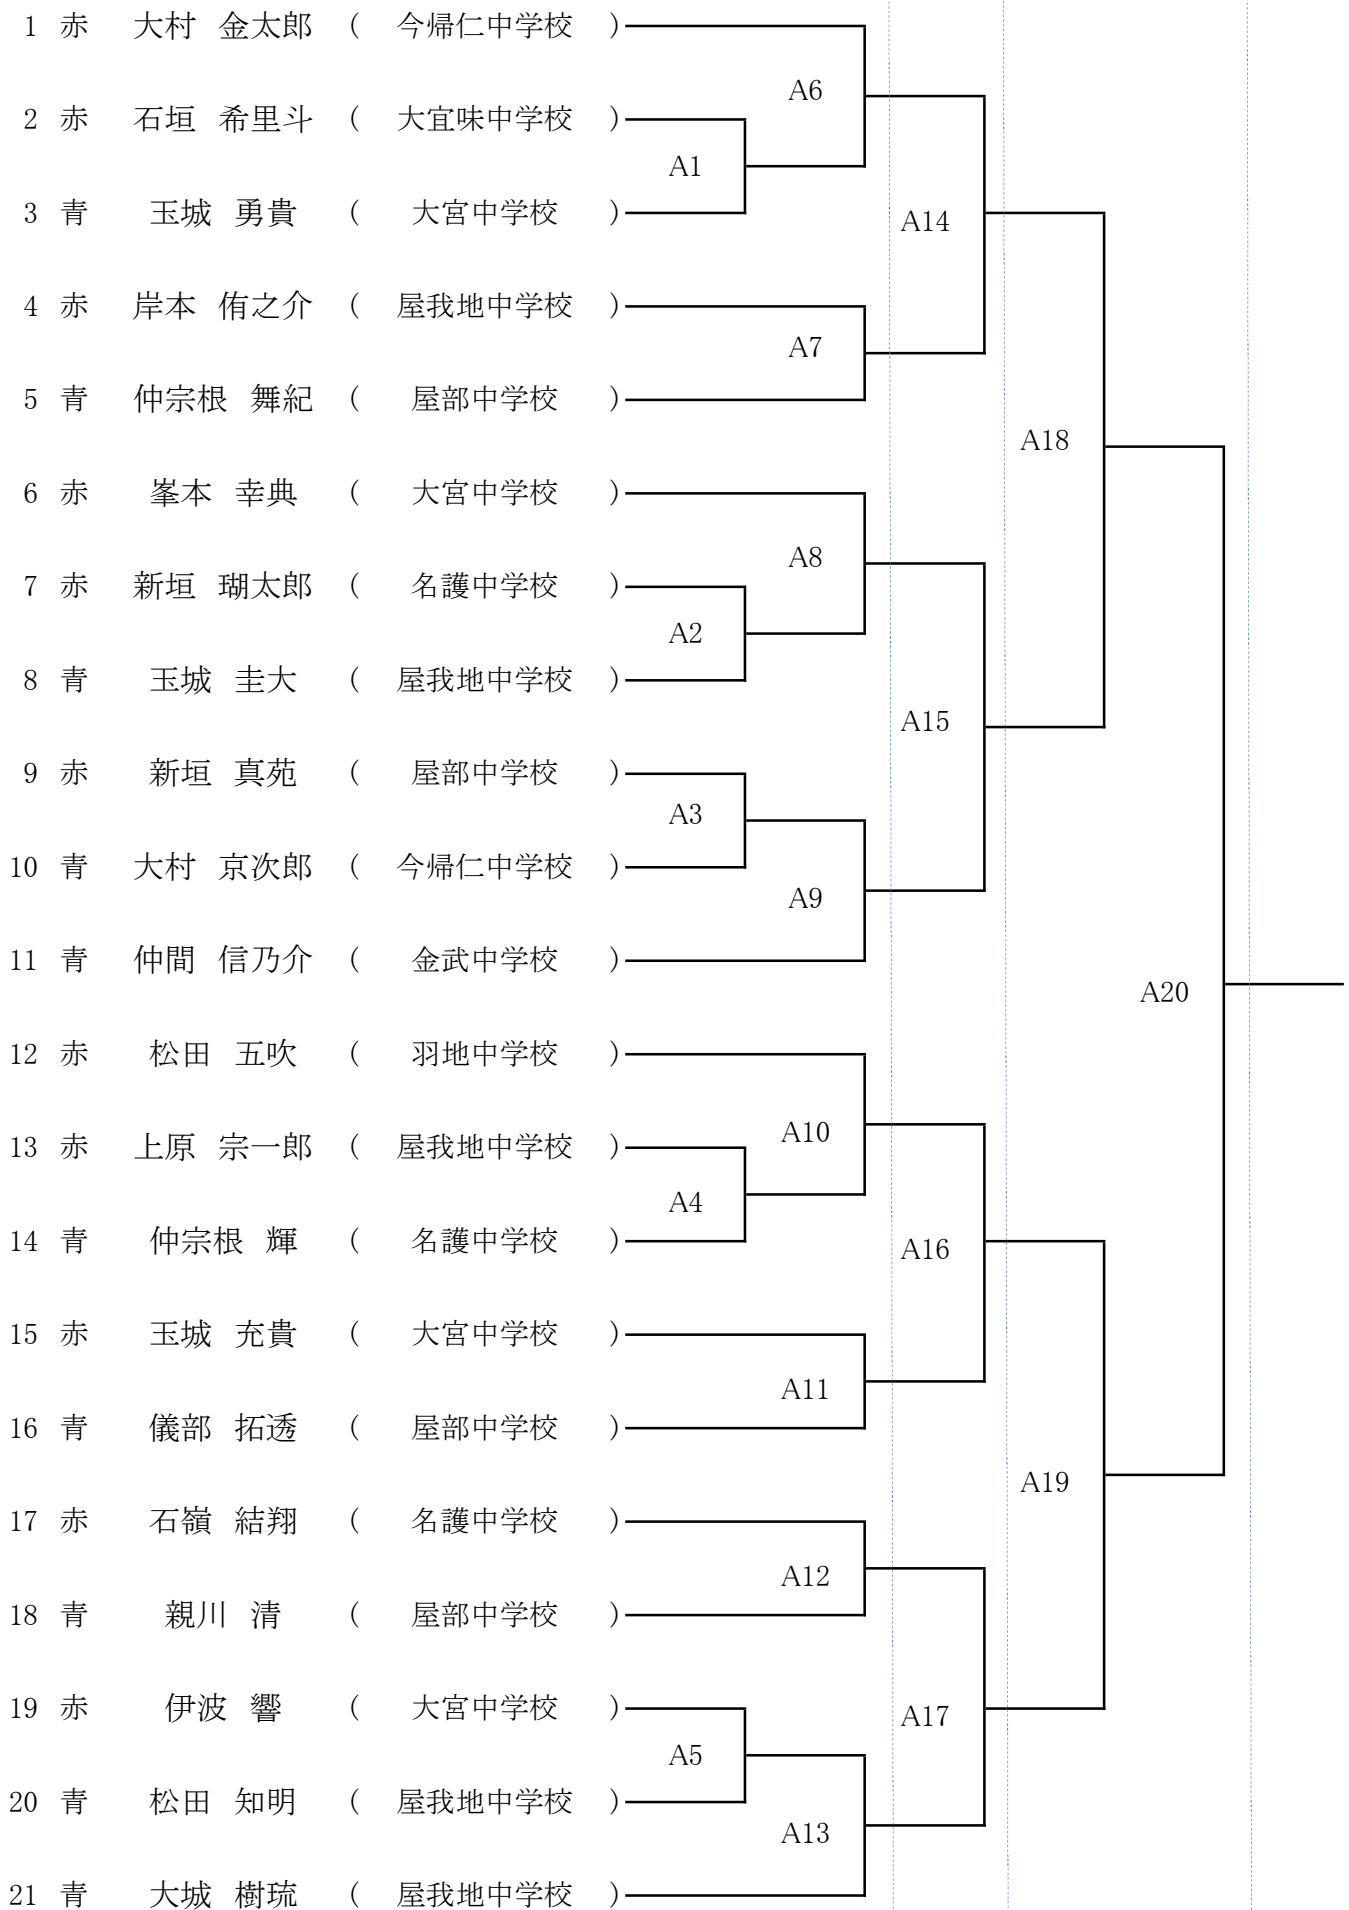 1 赤 大村 金太郎 ( 今帰仁中学校 )
A6
2 赤 石垣 希里斗 ( 大宜味中学校 )
A1
3 青 玉城 勇貴 ( 大宮中学校 )
A14
4 赤 岸本 侑之介 ( 屋我地中学校 )
A7
5 青 仲宗根 舞紀 ( 屋部中学校 )
A18
6 赤 峯本 幸典 ( 大宮中学校 )
A8
7 赤 新垣 瑚太郎 ( 名護中学校 )
A2
8 青 玉城 圭大 ( 屋我地中学校 )
A15
9 赤 新垣 真苑 ( 屋部中学校 )
A3
10 青 大村 京次郎 ( 今帰仁中学校 )
A9
11 青 仲間 信乃介 ( 金武中学校 )
A20
12 赤 松田 五吹 ( 羽地中学校 )
A10
13 赤 上原 宗一郎 ( 屋我地中学校 )
A4
14 青 仲宗根 輝 ( 名護中学校 )
A16
15 赤 玉城 充貴 ( 大宮中学校 )
A11
16 青 儀部 拓透 ( 屋部中学校 )
A19
17 赤 石嶺 結翔 ( 名護中学校 )
A12
18 青 親川 清 ( 屋部中学校 )
19 赤 伊波 響 ( 大宮中学校 )
A17
A5
20 青 松田 知明 ( 屋我地中学校 )
A13
21 青 大城 樹琉 ( 屋我地中学校 )